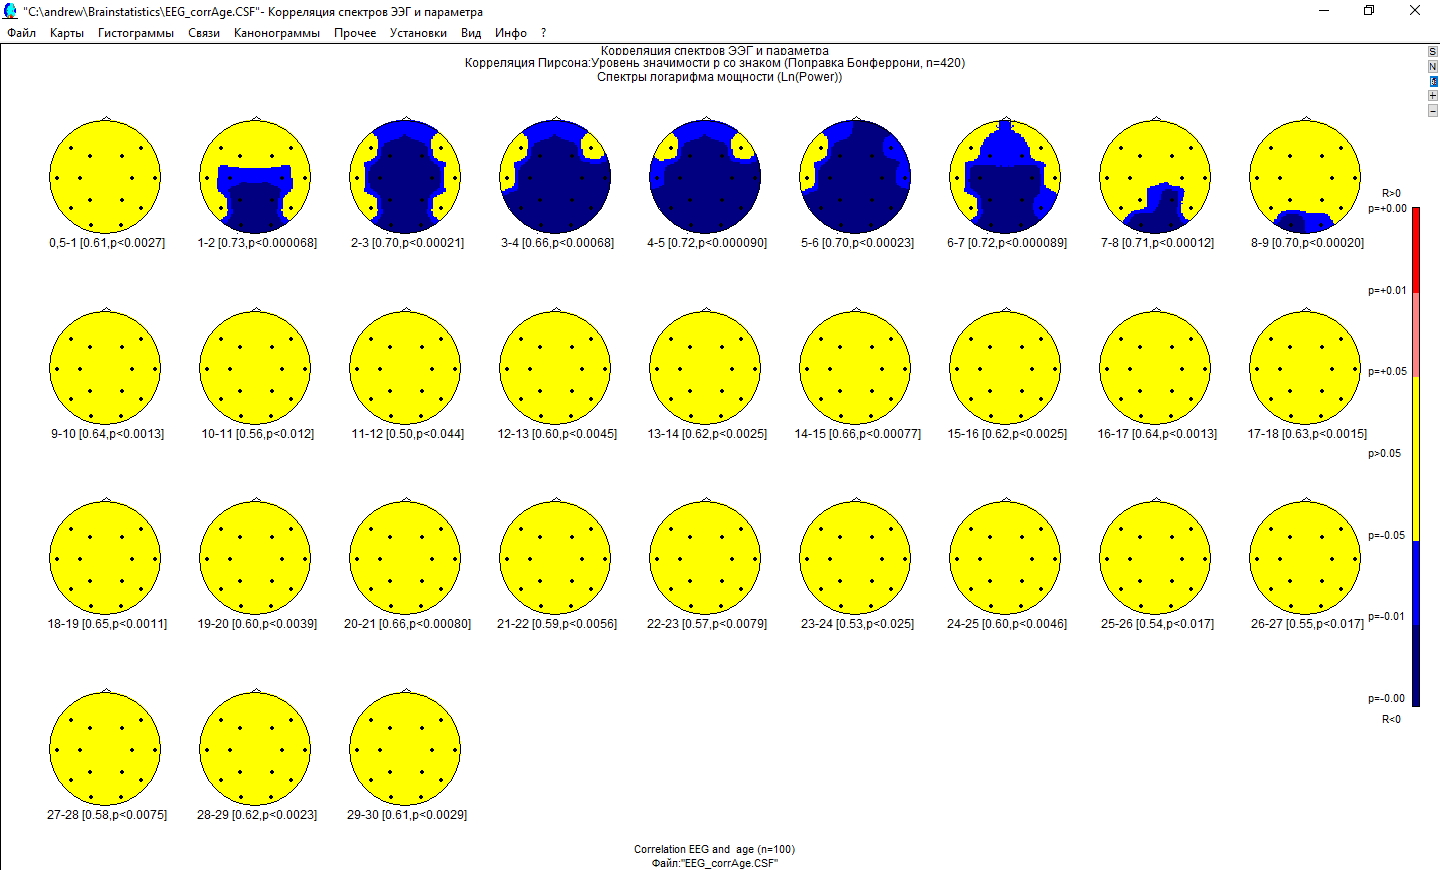 "C:\andrew\Brainstatistics\EEG_corrAge.CSF"- Корреляция спектров ЭЭГ и параметра
Файл Карты Гистограммы Связи Канонограммы Прочее Установки Вид Инфо ?
Корреляция спектров ЭЭГ и параметра
Корреляция Пирсона:Уровень значимости p со знаком (Поправка Бонферрони, n=420)
Спектры логарифма мощности (Ln(Power))
S
N
+
−
0,5-1 [0.61,p<0.0027] 1-2 [0.73,p<0.000068] 2-3 [0.70,p<0.00021] 3-4 [0.66,p<0.00068] 4-5 [0.72,p<0.000090] 5-6 [0.70,p<0.00023] 6-7 [0.72,p<0.000089] 7-8 [0.71,p<0.00012] 8-9 [0.70,p<0.00020]
9-10 [0.64,p<0.0013] 10-11 [0.56,p<0.012] 11-12 [0.50,p<0.044] 12-13 [0.60,p<0.0045] 13-14 [0.62,p<0.0025] 14-15 [0.66,p<0.00077] 15-16 [0.62,p<0.0025] 16-17 [0.64,p<0.0013] 17-18 [0.63,p<0.0015]
18-19 [0.65,p<0.0011] 19-20 [0.60,p<0.0039] 20-21 [0.66,p<0.00080] 21-22 [0.59,p<0.0056] 22-23 [0.57,p<0.0079] 23-24 [0.53,p<0.025] 24-25 [0.60,p<0.0046] 25-26 [0.54,p<0.017] 26-27 [0.55,p<0.017]
27-28 [0.58,p<0.0075] 28-29 [0.62,p<0.0023] 29-30 [0.61,p<0.0029]
R>0
p=+0.00
p=+0.01
p=+0.05
p>0.05
p=-0.05
p=-0.01
p=-0.00
R<0
Correlation EEG and  age (n=100)
Файл:"EEG_corrAge.CSF"